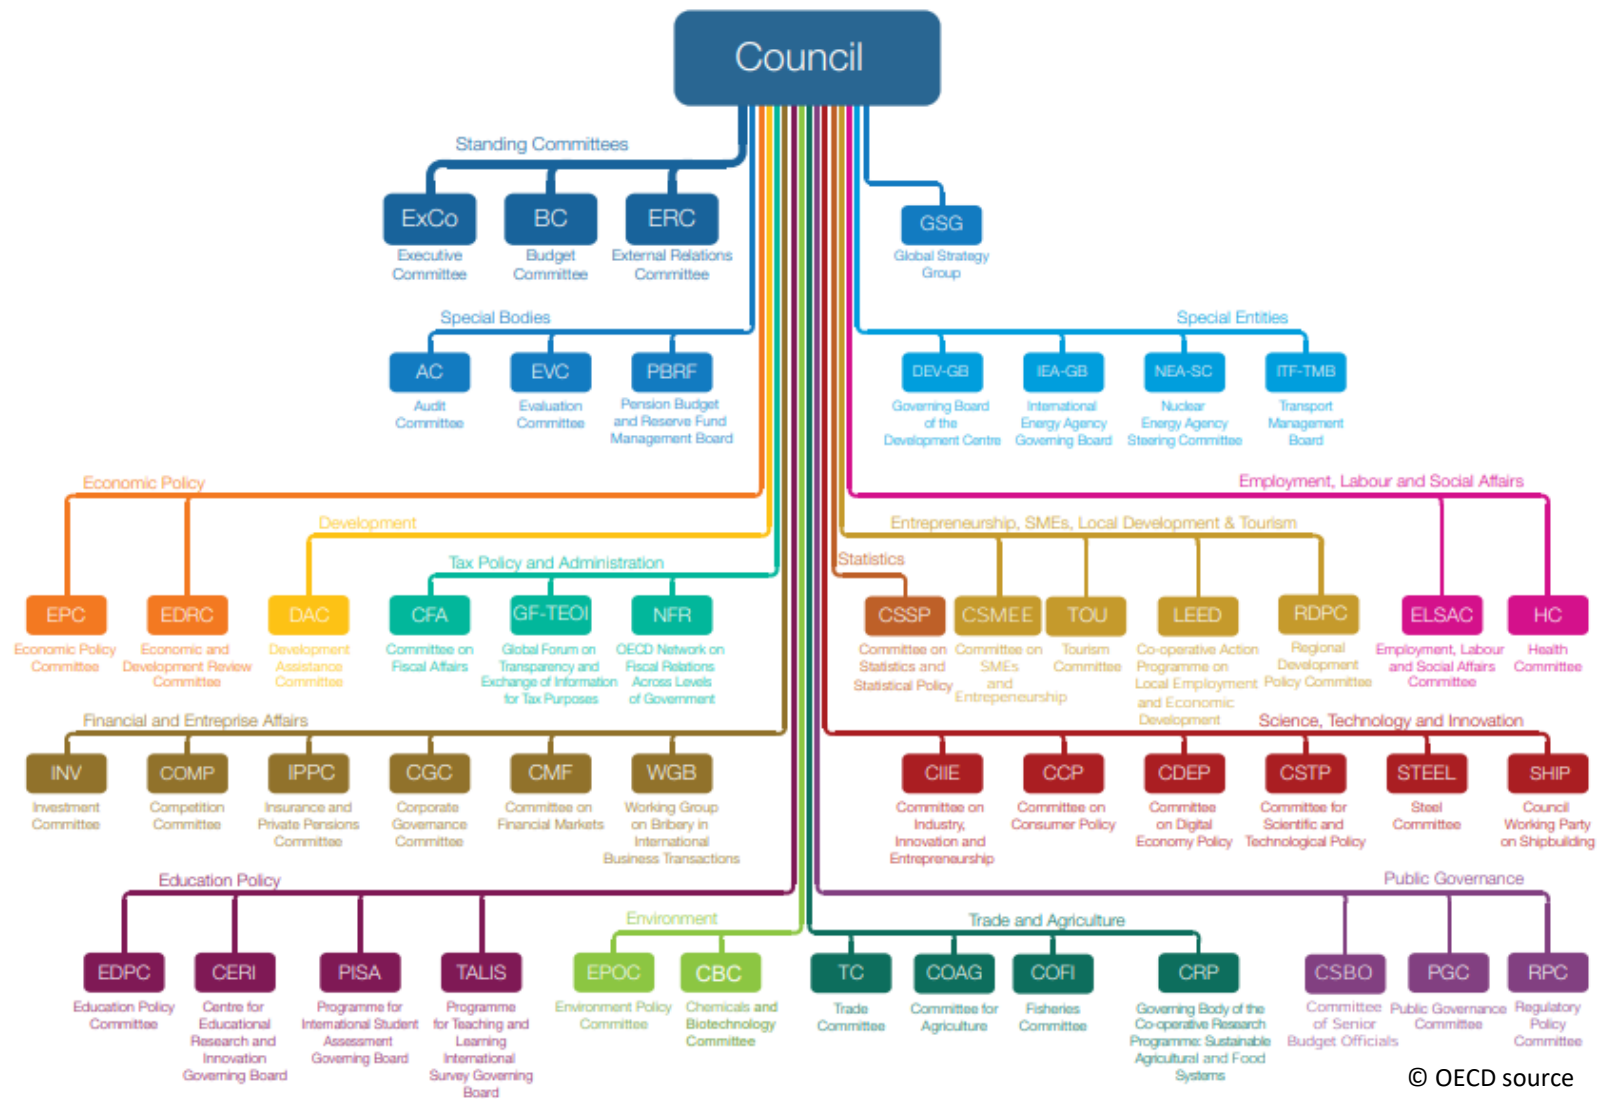 Council
Standing Committees
ExCo
BC
ERC
GSG
Executive
Committee
Budget
Committee
External Relations
Committee
Global Strategy
Group
Special Bodies
Special Entities
AC
EVC
PBRF
DEV-GB
IEA-GB
NEA-SC
ITF-TMB
Audit
Committee
Evaluation
Committee
Pension Budget
and Reserve Fund
Management Board
Governing Board
of the
Development Centre
International
Energy Agency
Governing Board
Nuclear
Energy Agency
Steering Committee
Transport
Management
Board
Economic Policy
Employment, Labour and Social Affairs
Development
Entrepreneurship, SMEs, Local Development & Tourism
Tax Policy and Administration
Statistics
EPC
EDRC
DAC
CFA
GF-TEOI
NFR
CSSP
CSMEE
TOU
LEED
RDPC
ELSAC
HC
Economic Policy
Committee
Economic and
Development Review
Committee
Development
Assistance
Committee
Committee on
Fiscal Affairs
Global Forum on
Transparency and
Exchange of Information
for Tax Purposes
OECD Network on
Fiscal Relations
Across Levels
of Government
Committee on
Statistics and
Statistical Policy
Committee on
SMEs
and
Entrepeneurship
Tourism
Committee
Co-operative Action
Programme on
Local Employment
and Economic
Development
Regional
Development
Policy Committee
Employment, Labour
and Social Affairs
Committee
Health
Committee
Financial and Entreprise Affairs
Science, Technology and Innovation
INV
COMP
IPPC
CGC
CMF
WGB
CIIE
CCP
CDEP
CSTP
STEEL
SHIP
Investment
Committee
Competition
Committee
Insurance and
Private Pensions
Committee
Corporate
Governance
Committee
Committee on
Financial Markets
Working Group
on Bribery in
International
Business Transactions
Committee on
Industry,
Innovation and
Entrepreneurship
Committee on
Consumer Policy
Committee
on Digital
Economy Policy
Committee for
Scientific and
Technological Policy
Steel
Committee
Council
Working Party
on Shipbuilding
Education Policy
Public Governance
Environment
Trade and Agriculture
EDPC
CERI
PISA
TALIS
EPOC
CBC
TC
COAG
COFI
CRP
CSBO
PGC
RPC
Education Policy
Committee
Centre for
Educational
Research and
Innovation
Governing Board
Programme for
International Student
Assessment
Governing Board
Programme
for Teaching and
Learning
International
Survey Governing
Board
Environment Policy
Committee
Chemicals and
Biotechnology
Committee
Trade
Committee
Committee for
Agriculture
Fisheries
Committee
Governing Body of the
Co-operative Research
Programme: Sustainable
Agricultural and Food
Systems
Committee
of Senior
Budget Officials
Public Governance
Committee
Regulatory
Policy
Committee
© OECD source